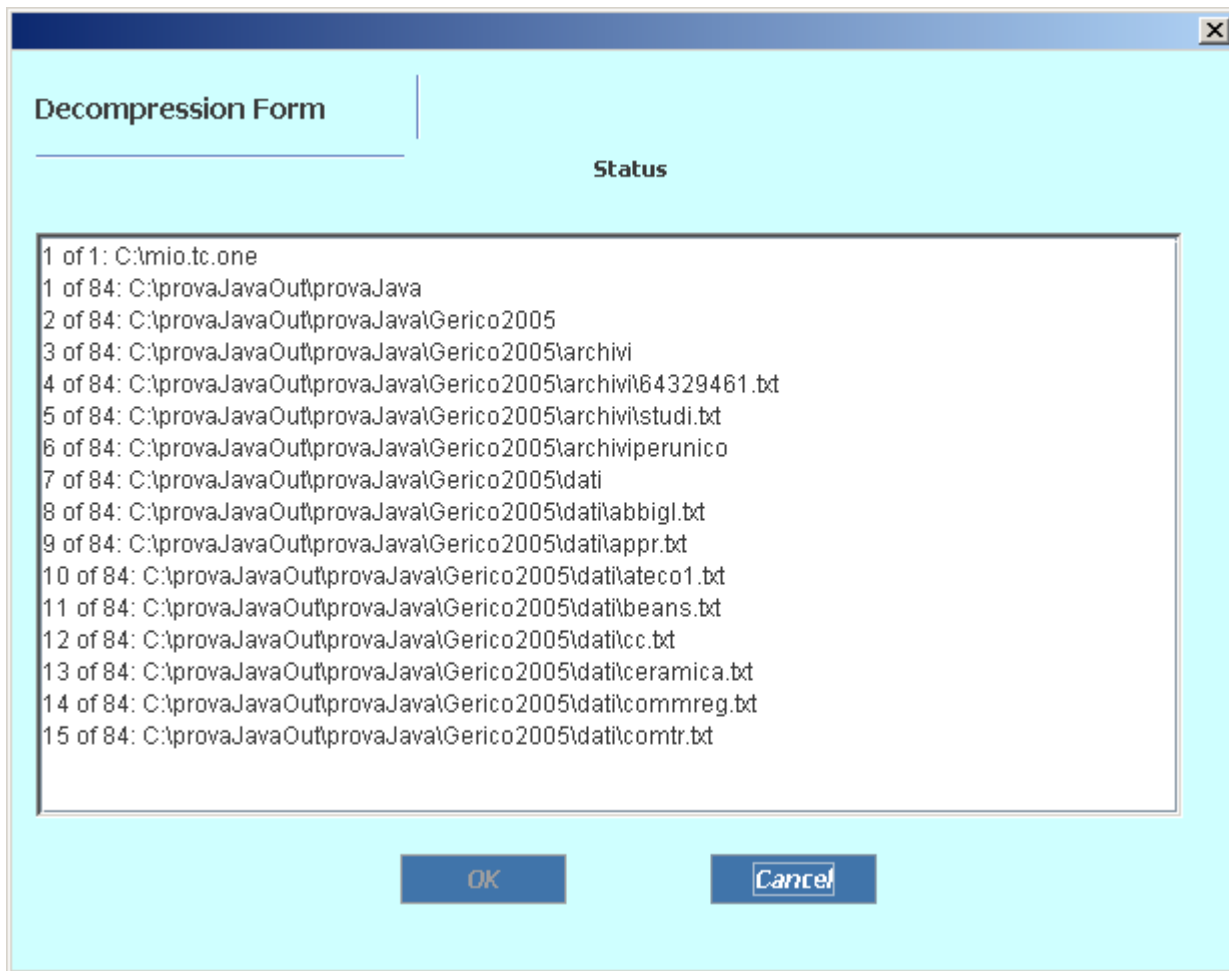 Decompression Form
Status
1 of 1: C:\mio.tc.one
1 of 84: C:\provaJavaOut\provaJava
2 of 84: C:\provaJavaOut\provaJava\Gerico2005
3 of 84: C:\provaJavaOut\provaJava\Gerico2005\archivi
4 of 84: C:\provaJavaOut\provaJava\Gerico2005\archivi\64329461.txt
5 of 84: C:\provaJavaOut\provaJava\Gerico2005\archivi\studi.txt
6 of 84: C:\provaJavaOut\provaJava\Gerico2005\archiviperunico
7 of 84: C:\provaJavaOut\provaJava\Gerico2005\dati
8 of 84: C:\provaJavaOut\provaJava\Gerico2005\dati\abbigl.txt
9 of 84: C:\provaJavaOut\provaJava\Gerico2005\dati\appr.txt
10 of 84: C:\provaJavaOut\provaJava\Gerico2005\dati\ateco1.txt
11 of 84: C:\provaJavaOut\provaJava\Gerico2005\dati\beans.txt
12 of 84: C:\provaJavaOut\provaJava\Gerico2005\dati\cc.txt
13 of 84: C:\provaJavaOut\provaJava\Gerico2005\dati\ceramica.txt
14 of 84: C:\provaJavaOut\provaJava\Gerico2005\dati\commreg.txt
15 of 84: C:\provaJavaOut\provaJava\Gerico2005\dati\comtr.txt
OK Cancel